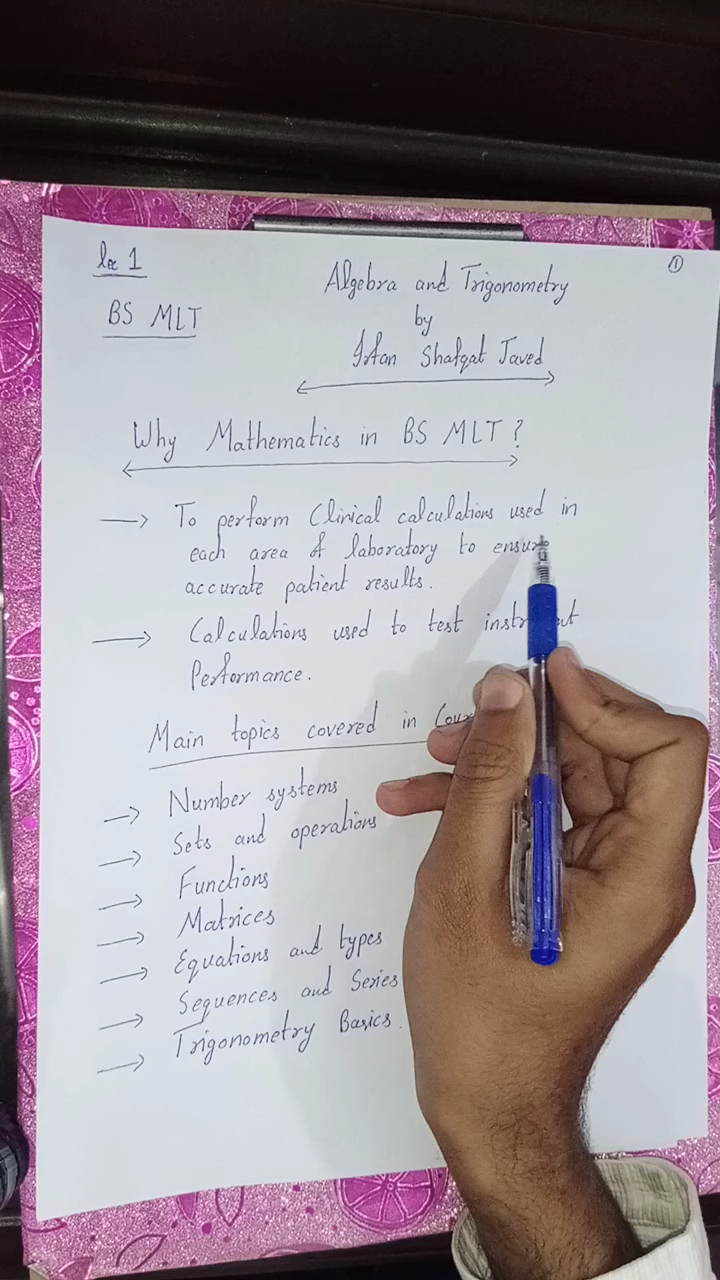 Lec 1
①
Algebra and Trigonometry
BS MLT
by
Irfan Shafqat Javed
Why Mathematics in BS MLT?
→ To perform Clinical calculations used in
each area of laboratory to ensure
accurate patient results.
→ Calculations used to test
Performance.
Main topics covered in
→ Number systems
→ Sets and operations
→ Functions
→ Matrices
→ Equations and types
→ Sequences and Series
→ Trigonometry Basics.